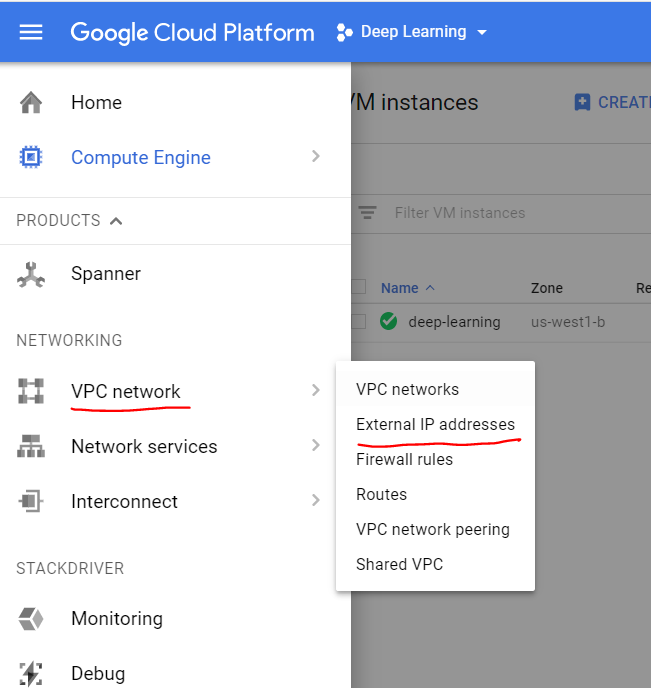 Google Cloud Platform Deep Learning
Home
Compute Engine
PRODUCTS
Spanner
NETWORKING
VPC network
Network services
Interconnect
STACKDRIVER
Monitoring
Debug
VM instances CREATE
Filter VM instances
Name Zone Re
deep-learning us-west1-b
VPC networks
External IP addresses
Firewall rules
Routes
VPC network peering
Shared VPC